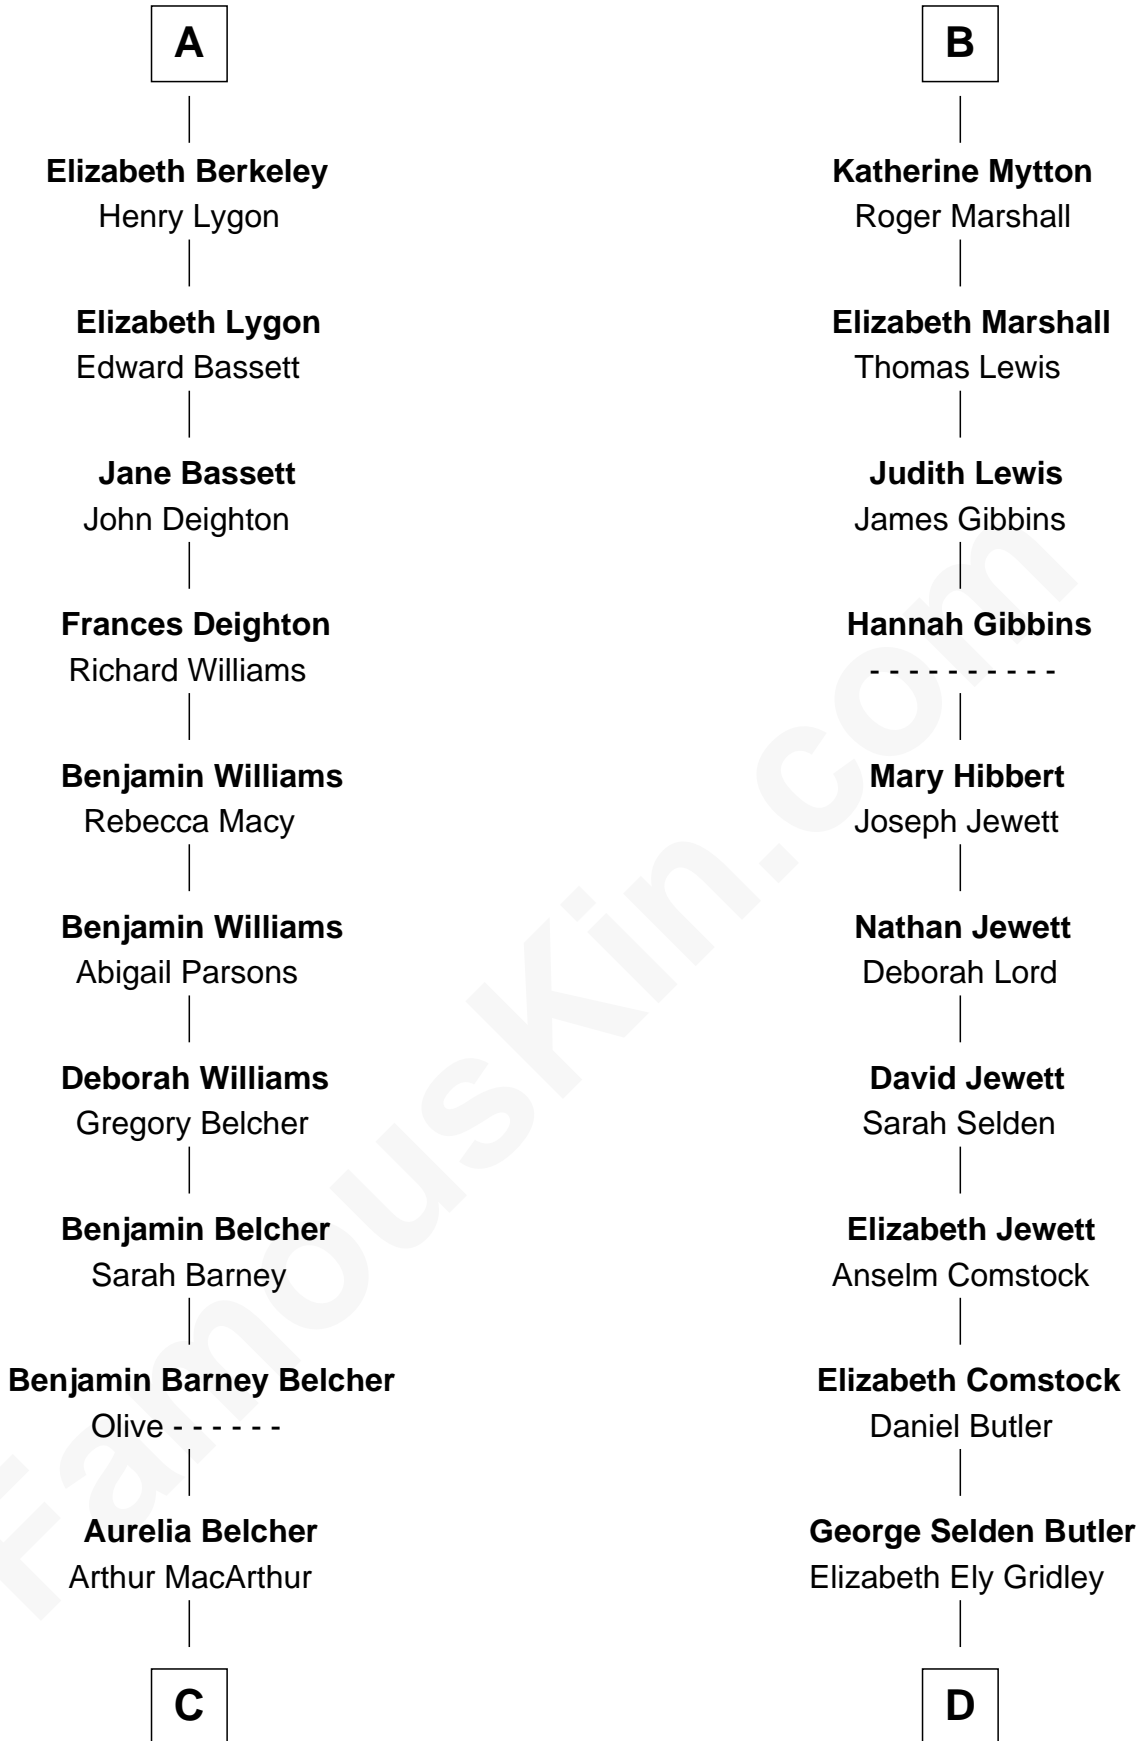 A
Elizabeth Berkeley
Henry Lygon
Elizabeth Lygon
Edward Bassett
Jane Bassett
John Deighton
Frances Deighton
Richard Williams
Benjamin Williams
Rebecca Macy
Benjamin Williams
Abigail Parsons
Deborah Williams
Gregory Belcher
Benjamin Belcher
Sarah Barney
Benjamin Barney Belcher
Olive - - - - - -
Aurelia Belcher
Arthur MacArthur
C
B
Katherine Mytton
Roger Marshall
Elizabeth Marshall
Thomas Lewis
Judith Lewis
James Gibbins
Hannah Gibbins
- - - - - - - - - -
Mary Hibbert
Joseph Jewett
Nathan Jewett
Deborah Lord
David Jewett
Sarah Selden
Elizabeth Jewett
Anselm Comstock
Elizabeth Comstock
Daniel Butler
George Selden Butler
Elizabeth Ely Gridley
D
FamousKin.com